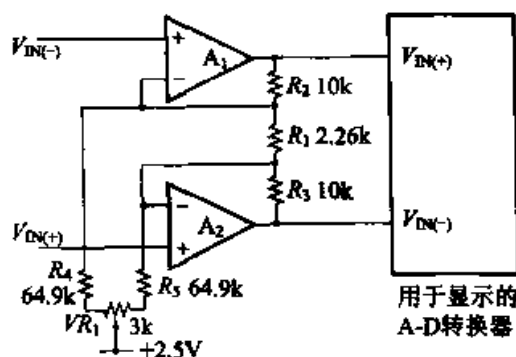 V_IN(−)
+
A₁
−
V_IN(+)
R₂ 10k
R₁ 2.26k
R₃ 10k
−
A₂
+
V_IN(+)
V_IN(−)
R₄
64.9k
R₅ 64.9k
VR₁
3k
+2.5V
用于显示的
A-D转换器